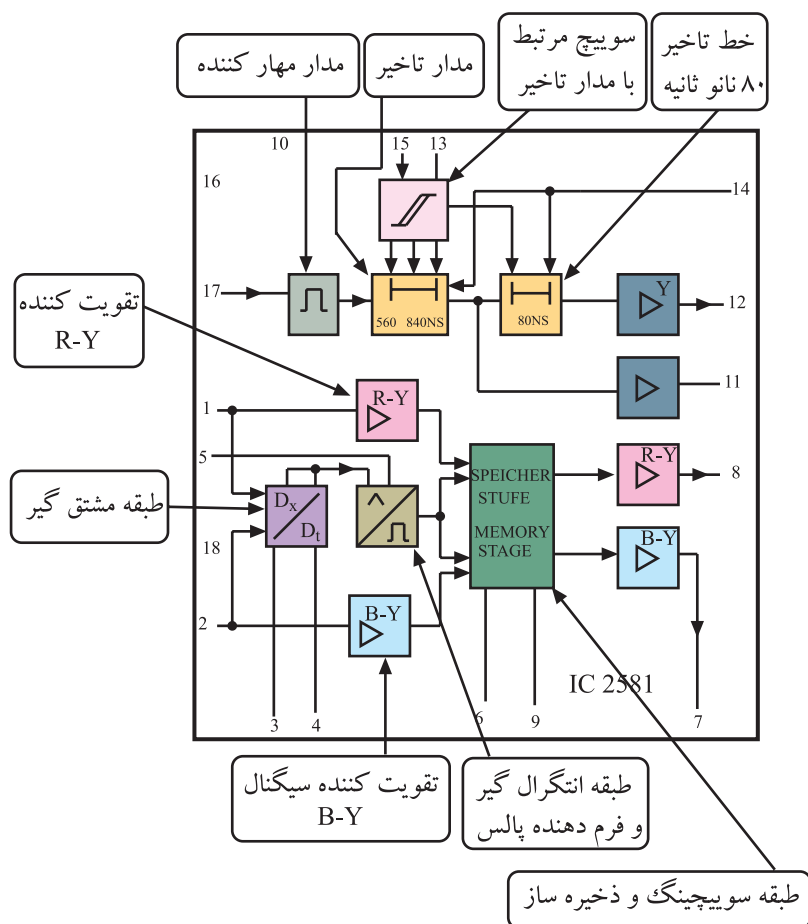 خط تاخیر
۸۰ نانو ثانیه
سوییچ مرتبط
با مدار تاخیر
مدار تاخیر
مدار مهار کننده
10
15
13
16
14
17
560
840NS
80NS
Y
12
11
تقویت کننده
R-Y
1
R-Y
5
SPEICHER
STUFE
MEMORY
STAGE
R-Y
8
طبقه مشتق گیر
Dx
Dt
18
B-Y
2
B-Y
IC 2581
3
4
6
9
7
تقویت کننده سیگنال
B-Y
طبقه انتگرال گیر
و فرم دهنده پالس
طبقه سوییچینگ و ذخیره ساز